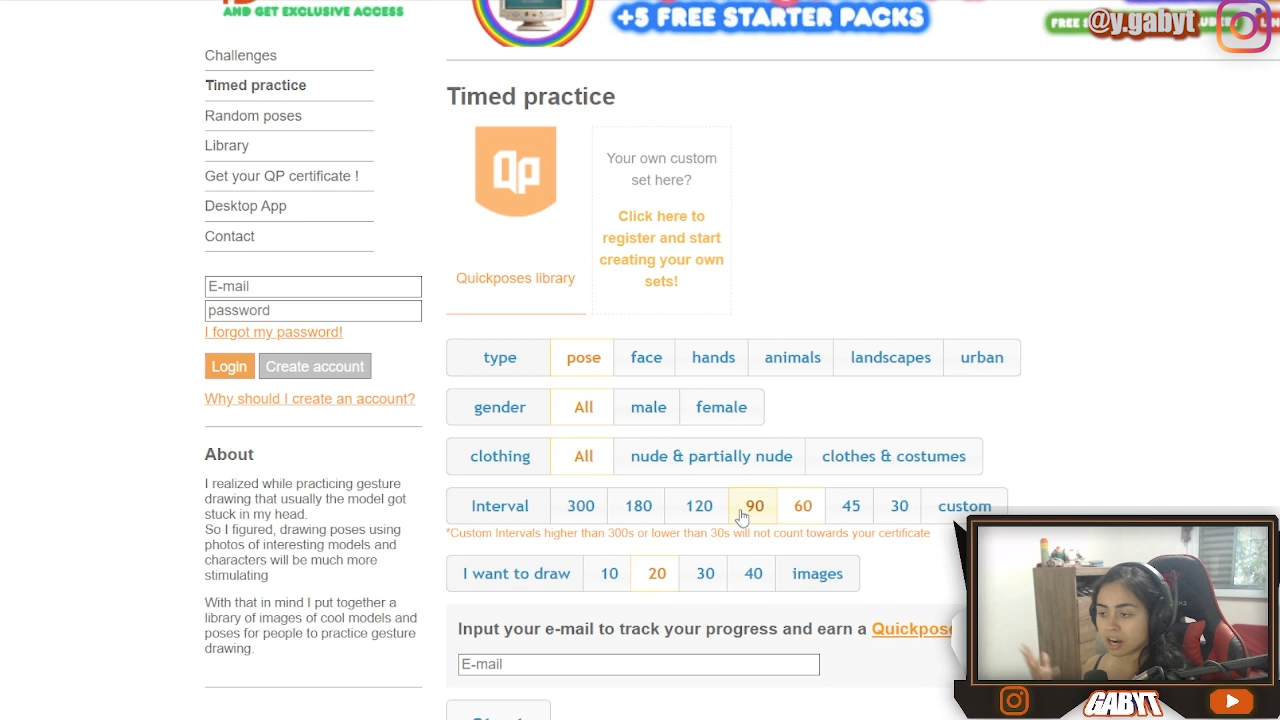 AND GET EXCLUSIVE ACCESS
+5 FREE STARTER PACKS
@y.gabyt
Challenges
Timed practice
Random poses
Library
Get your QP certificate !
Desktop App
Contact
E-mail
password
I forgot my password!
Login Create account
Why should I create an account?
About
I realized while practicing gesture
drawing that usually the model got
stuck in my head.
So I figured, drawing poses using
photos of interesting models and
characters will be much more
stimulating
With that in mind I put together a
library of images of cool models and
poses for people to practice gesture
drawing.
Timed practice
Qp
Quickposes library
Your own custom
set here?
Click here to
register and start
creating your own
sets!
type pose face hands animals landscapes urban
gender All male female
clothing All nude & partially nude clothes & costumes
Interval 300 180 120 90 60 45 30 custom
*Custom Intervals higher than 300s or lower than 30s will not count towards your certificate
I want to draw 10 20 30 40 images
Input your e-mail to track your progress and earn a
E-mail
GABYT